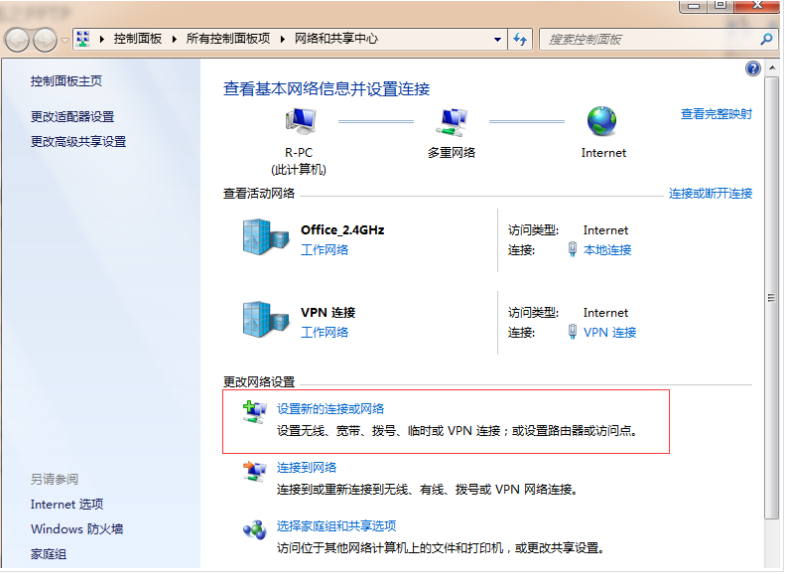 控制面板 ▸ 所有控制面板项 ▸ 网络和共享中心
搜索控制面板
控制面板主页
更改适配器设置
更改高级共享设置
查看基本网络信息并设置连接
查看完整映射
R-PC
(此计算机)
多重网络
Internet
查看活动网络
连接或断开连接
Office_2.4GHz
工作网络
访问类型: Internet
连接: 本地连接
VPN 连接
工作网络
访问类型: Internet
连接: VPN 连接
更改网络设置
设置新的连接或网络
设置无线、宽带、拨号、临时或 VPN 连接；或设置路由器或访问点。
连接到网络
连接到或重新连接到无线、有线、拨号或 VPN 网络连接。
选择家庭组和共享选项
访问位于其他网络计算机上的文件和打印机，或更改共享设置。
另请参阅
Internet 选项
Windows 防火墙
家庭组